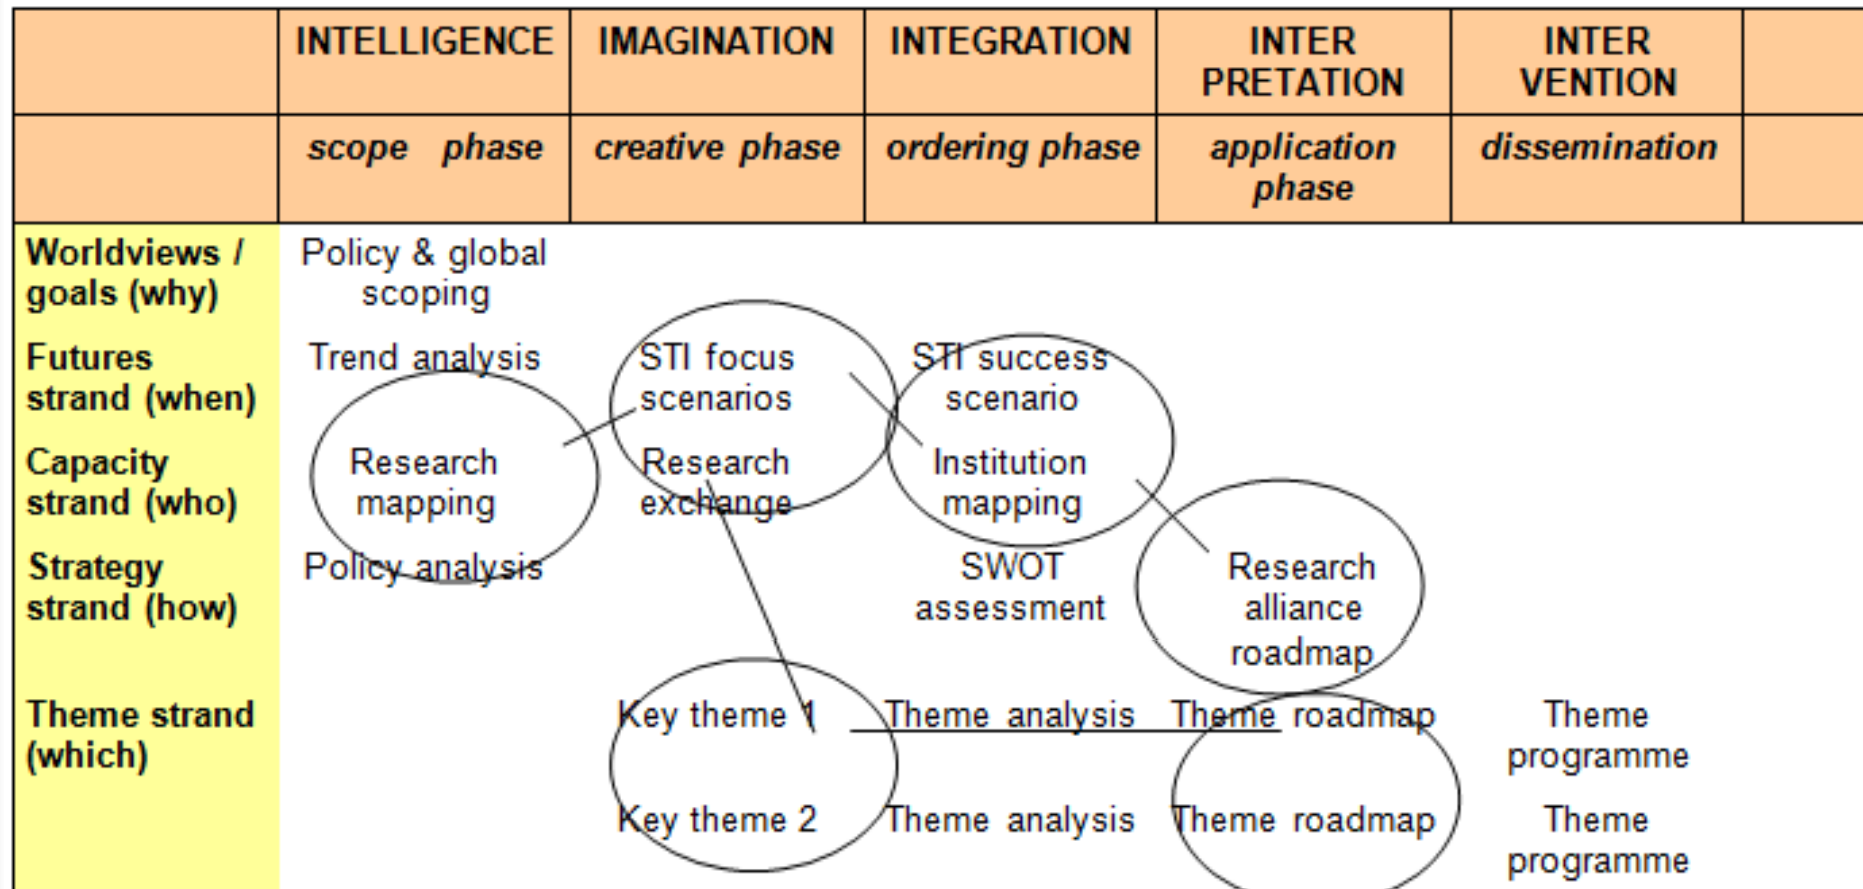 INTELLIGENCE IMAGINATION INTEGRATION INTER INTER
PRETATION VENTION
scope phase creative phase ordering phase application dissemination
phase
Worldviews / Policy & global
goals (why) scoping
Futures Trend analysis STI focus STI success
strand (when) scenarios scenario
Capacity Research Research Institution
strand (who) mapping exchange mapping
Strategy Policy analysis SWOT Research
strand (how) assessment alliance
roadmap
Theme strand Key theme 1 Theme analysis Theme roadmap Theme
(which) programme
Key theme 2 Theme analysis Theme roadmap Theme
programme